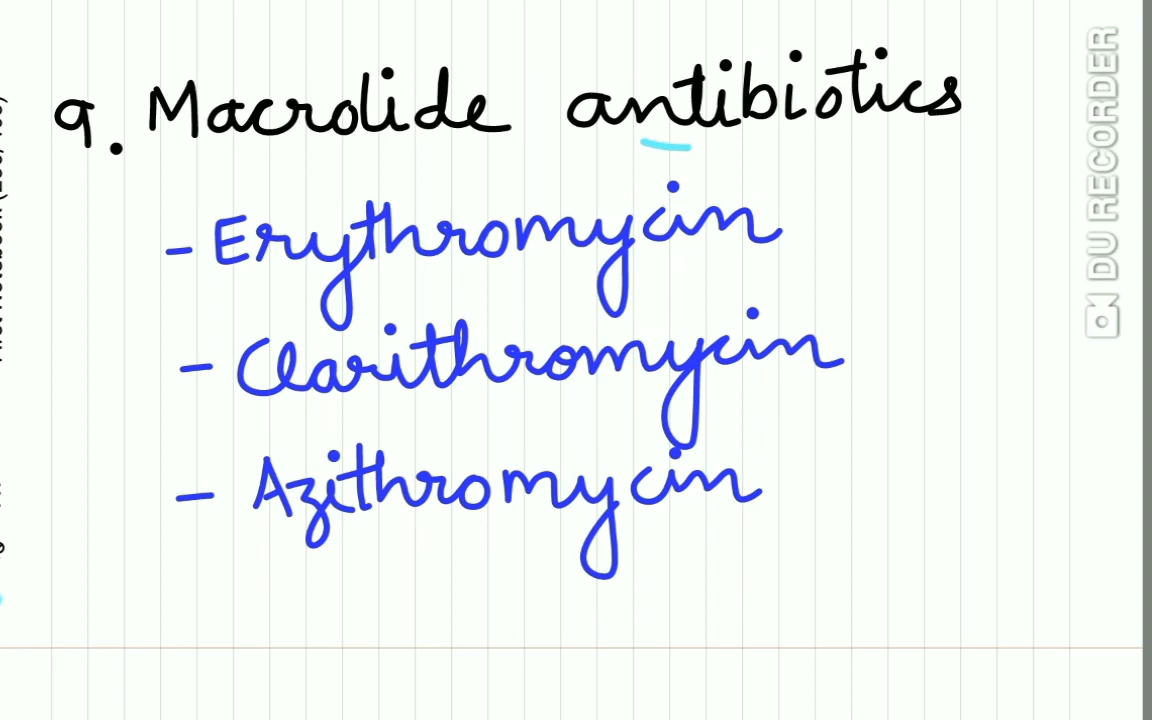 9. Macrolide antibiotics
- Erythromycin
- Clarithromycin
- Azithromycin
DU RECORDER